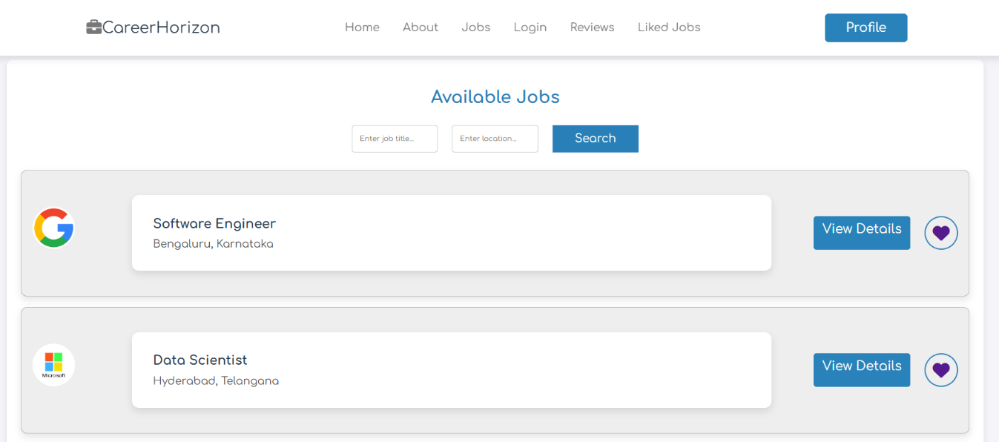 CareerHorizon Home About Jobs Login Reviews Liked Jobs Profile
Available Jobs
Enter job title... Enter location... Search
Software Engineer
Bengaluru, Karnataka
View Details
Microsoft
Data Scientist
Hyderabad, Telangana
View Details